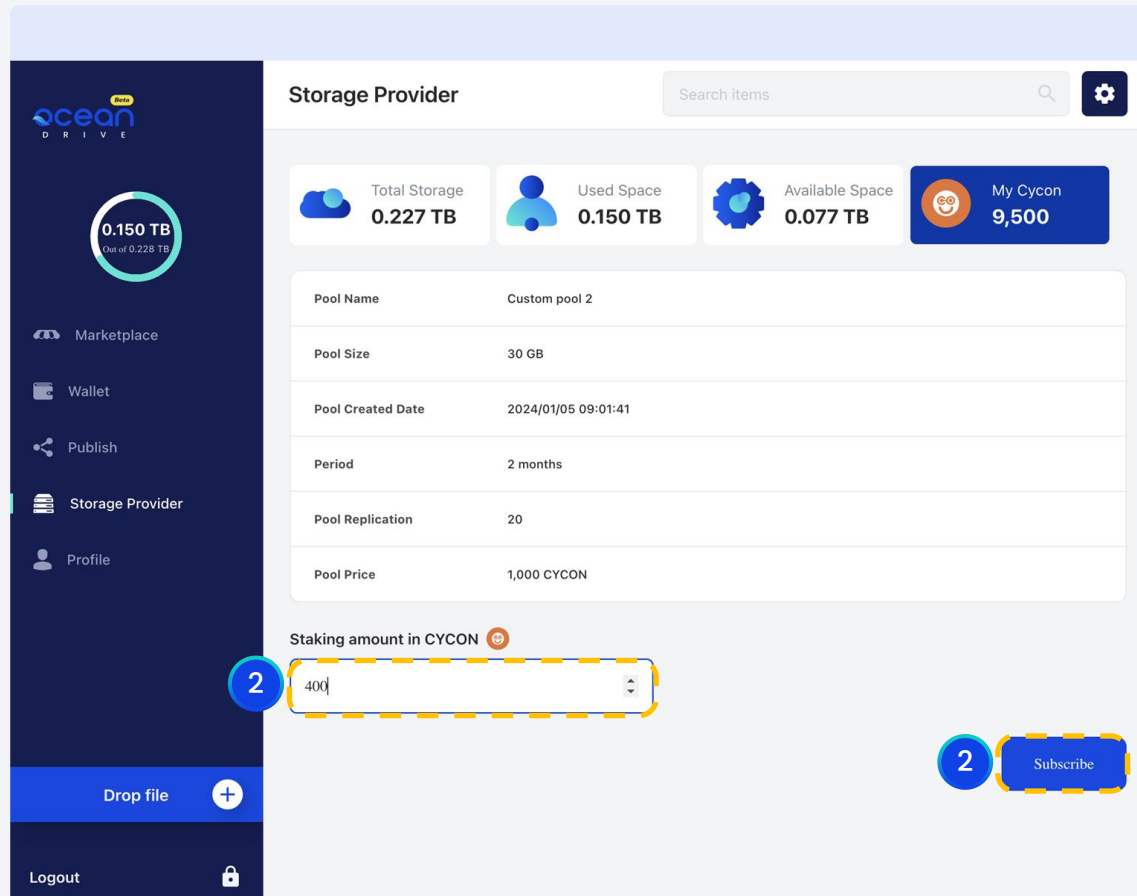 Beta
ocean
DRIVE
0.150 TB
Out of 0.228 TB
Marketplace
Wallet
Publish
Storage Provider
Profile
Drop file
Logout
Storage Provider
Search items
Total Storage
0.227 TB
Used Space
0.150 TB
Available Space
0.077 TB
My Cycon
9,500
Pool Name Custom pool 2
Pool Size 30 GB
Pool Created Date 2024/01/05 09:01:41
Period 2 months
Pool Replication 20
Pool Price 1,000 CYCON
Staking amount in CYCON
2
400
2
Subscribe